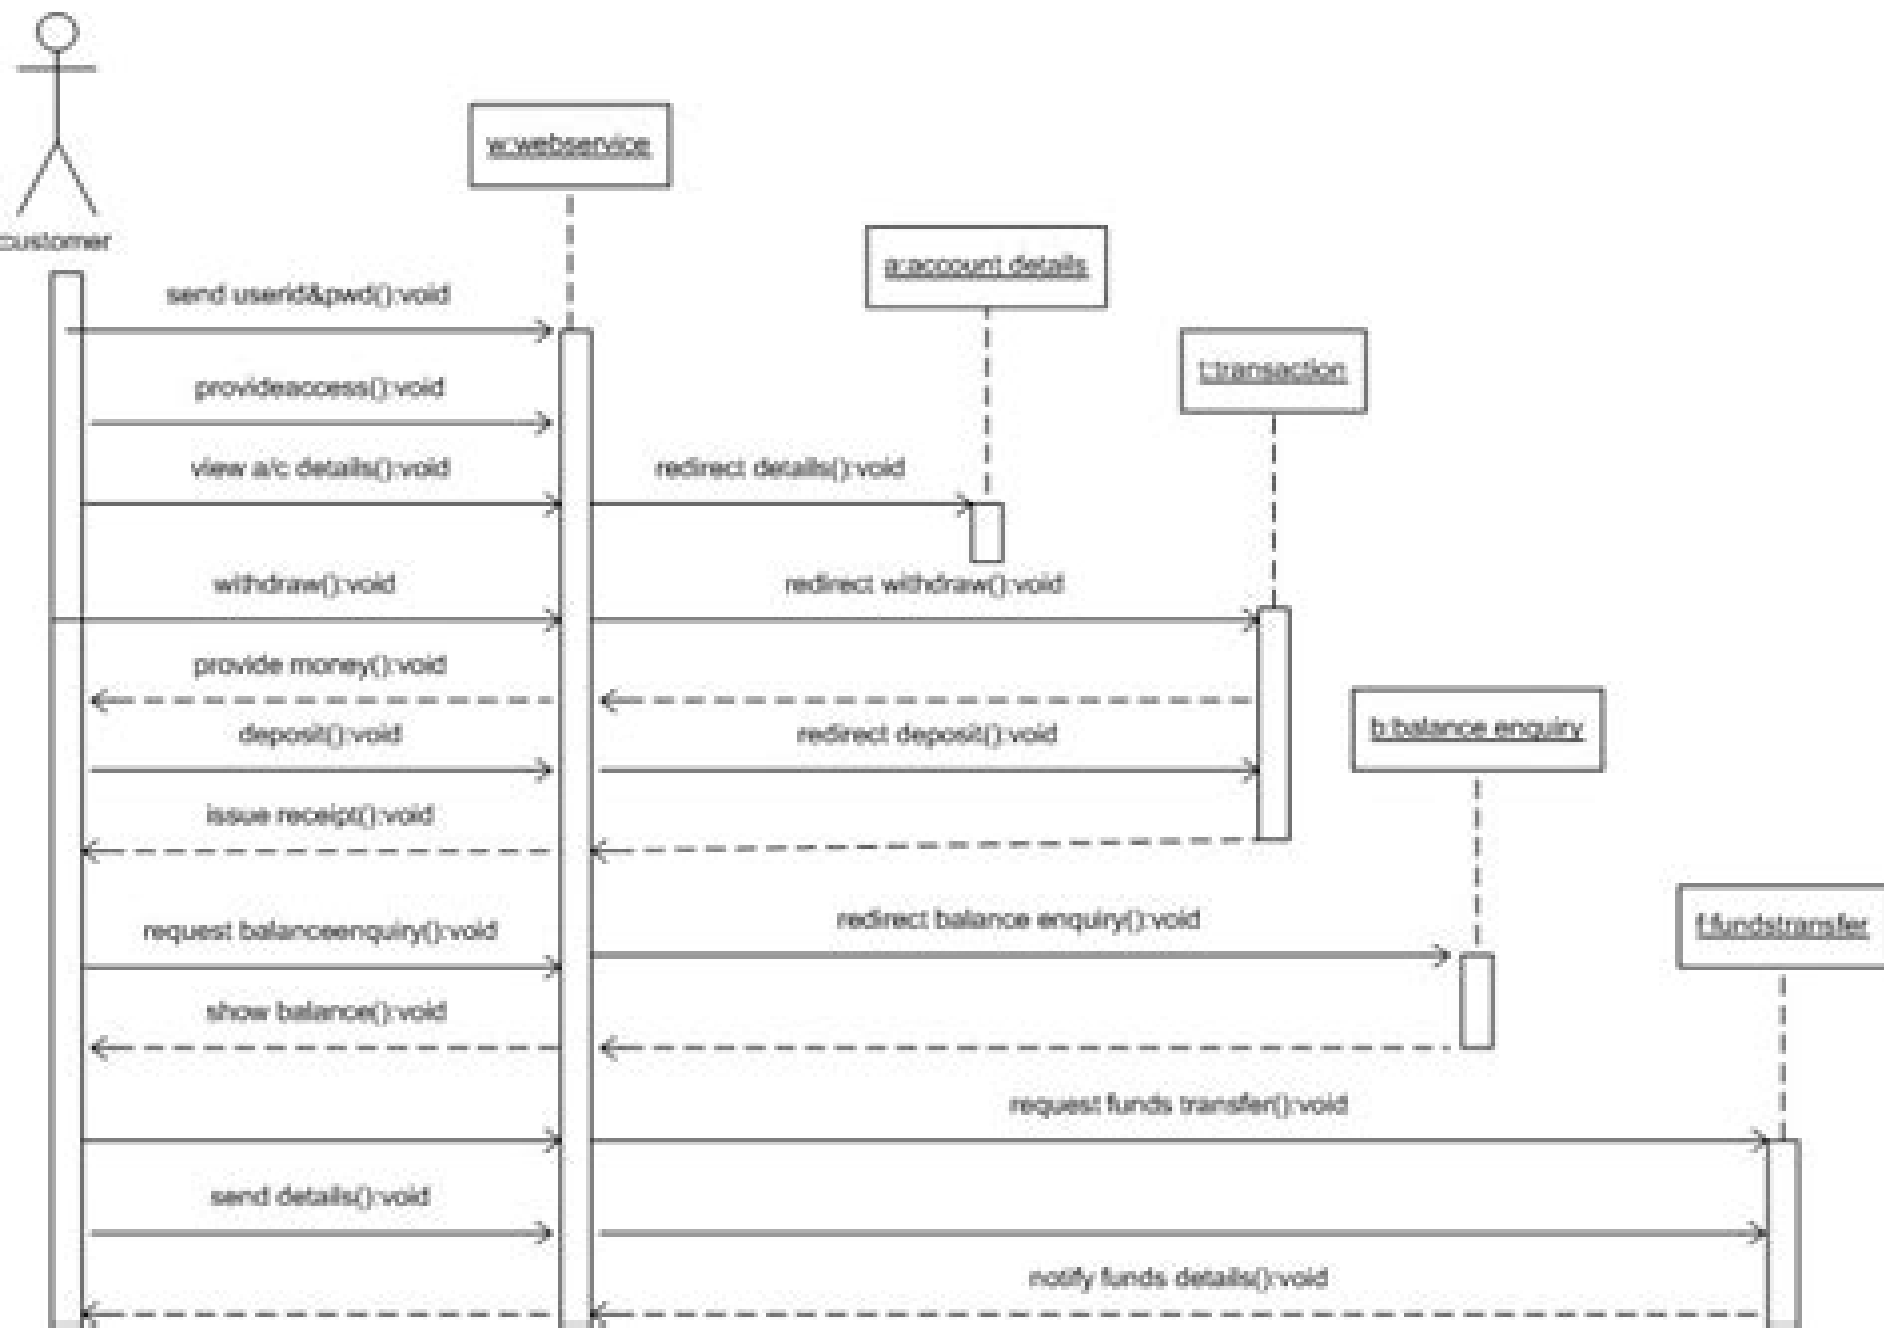 customer
w:webservice
a:account details
t:transaction
send userid&pwd():void
provideaccess():void
view a/c details():void
redirect details():void
withdraw():void
redirect withdraw():void
provide money():void
b:balance enquiry
deposit():void
redirect deposit():void
issue receipt():void
f:fundstransfer
request balanceenquiry():void
redirect balance enquiry():void
show balance():void
request funds transfer():void
send details():void
notify funds details():void